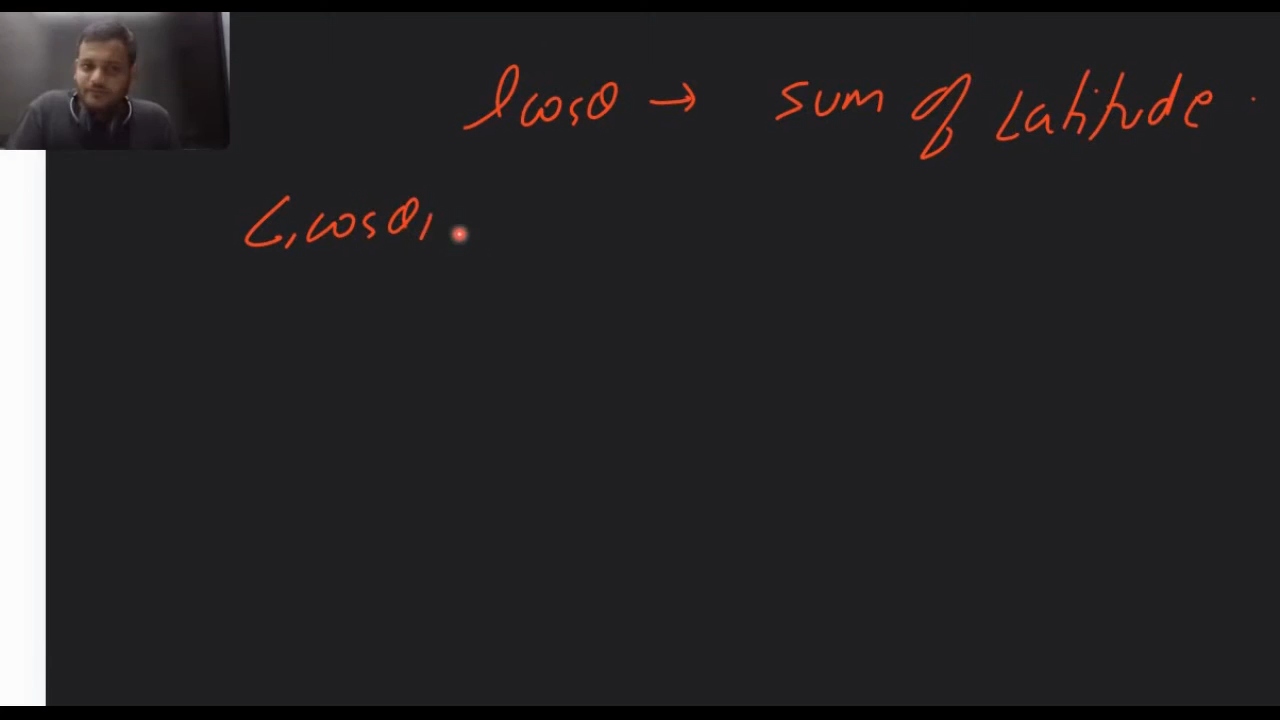 l cosθ → sum of Latitude .
L₁ cosθ₁